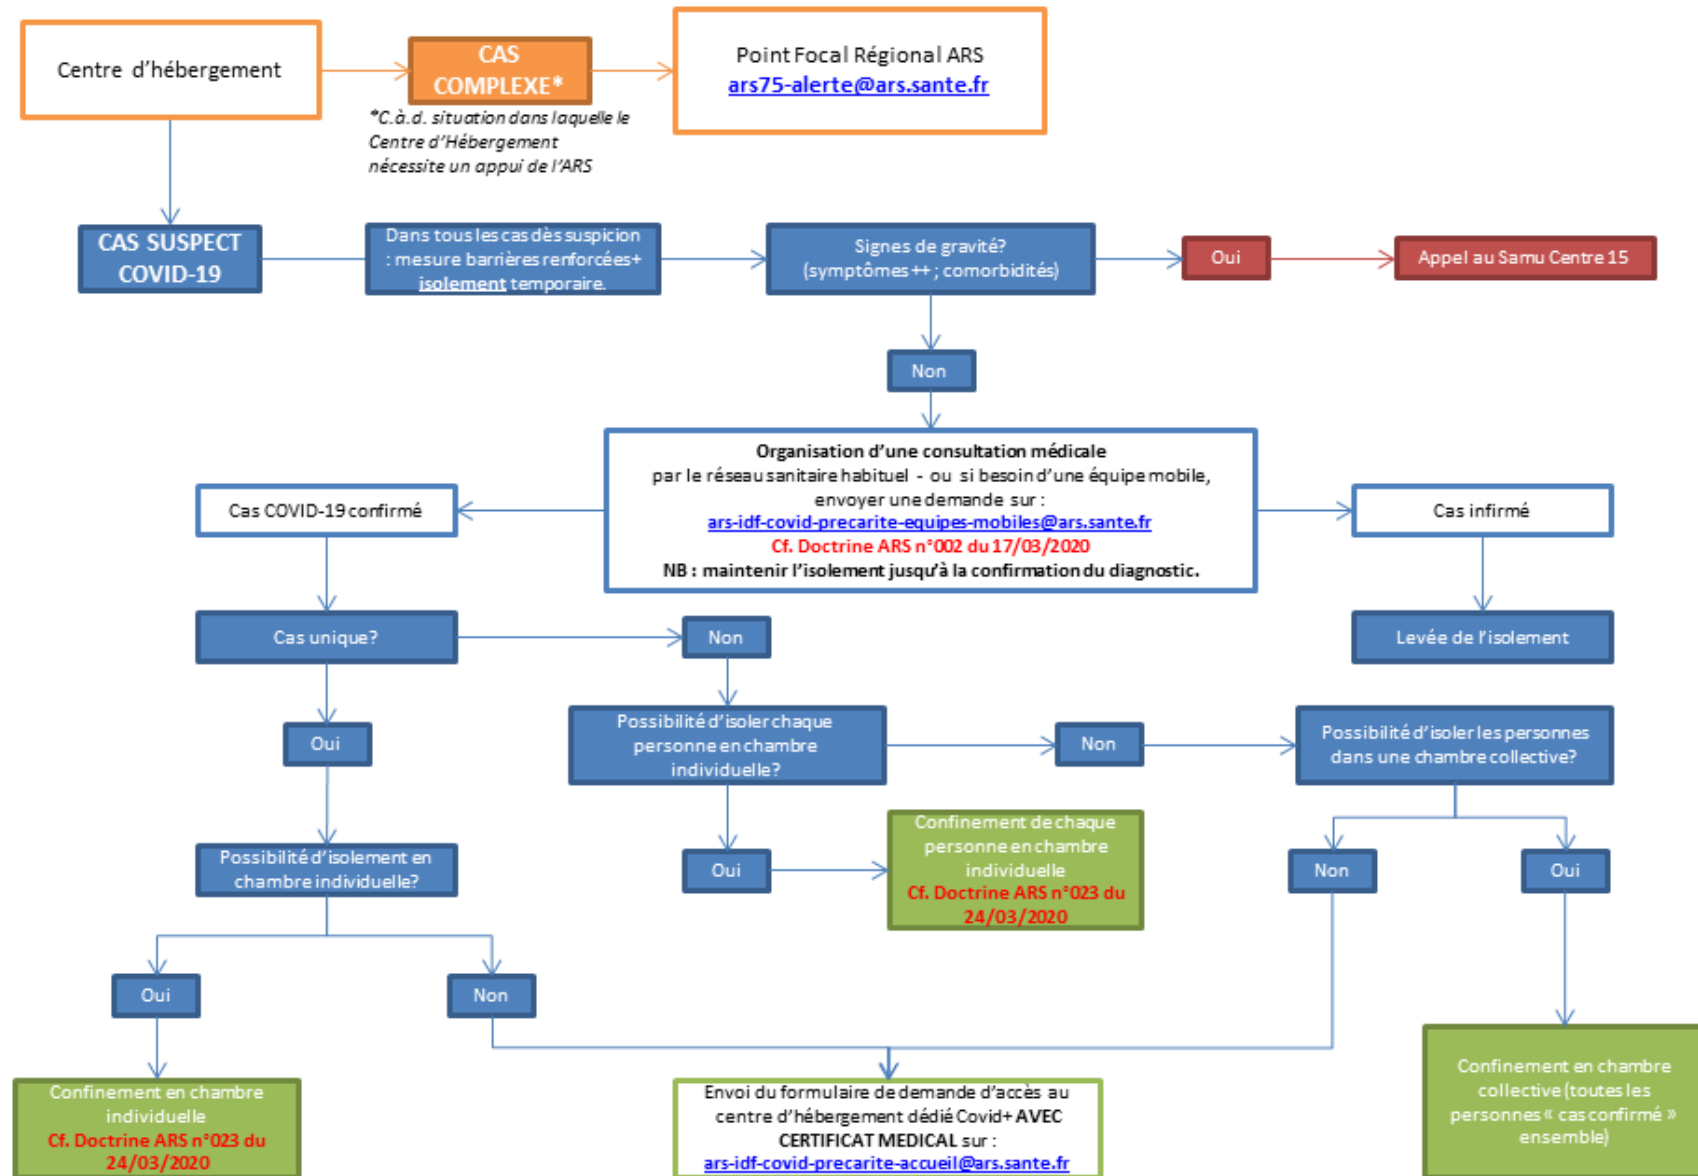 Centre d'hébergement
CAS
COMPLEXE*
Point Focal Régional ARS
ars75-alerte@ars.sante.fr
*C.à.d. situation dans laquelle le
Centre d'Hébergement
nécessite un appui de l'ARS
CAS SUSPECT
COVID-19
Dans tous les cas dès suspicion
: mesure barrières renforcées+
isolement temporaire.
Signes de gravité?
(symptômes ++ ; comorbidités)
Oui
Appel au Samu Centre 15
Non
Organisation d'une consultation médicale
par le réseau sanitaire habituel - ou si besoin d'une équipe mobile,
envoyer une demande sur :
ars-idf-covid-precarite-equipes-mobiles@ars.sante.fr
Cf. Doctrine ARS n°002 du 17/03/2020
NB : maintenir l'isolement jusqu'à la confirmation du diagnostic.
Cas COVID-19 confirmé
Cas infirmé
Cas unique?
Non
Levée de l'isolement
Oui
Possibilité d'isoler chaque
personne en chambre
individuelle?
Non
Possibilité d'isoler les personnes
dans une chambre collective?
Possibilité d'isolement en
chambre individuelle?
Oui
Confinement de chaque
personne en chambre
individuelle
Cf. Doctrine ARS n°023 du
24/03/2020
Non
Oui
Oui
Non
Confinement en chambre
individuelle
Cf. Doctrine ARS n°023 du
24/03/2020
Envoi du formulaire de demande d'accès au
centre d'hébergement dédié Covid+ AVEC
CERTIFICAT MEDICAL sur :
ars-idf-covid-precarite-accueil@ars.sante.fr
Confinement en chambre
collective (toutes les
personnes « cas confirmé »
ensemble)